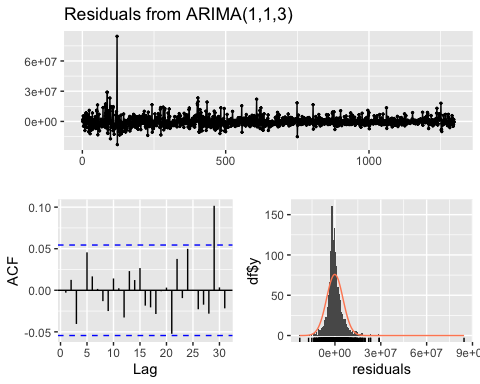 Residuals from ARIMA(1,1,3)
6e+07
3e+07
0e+00
0 500 1000
0.10
0.05
0.00
-0.05
ACF
0 5 10 15 20 25 30
Lag
150
100
50
0
df$y
0e+00 3e+07 6e+07 9e+0
residuals